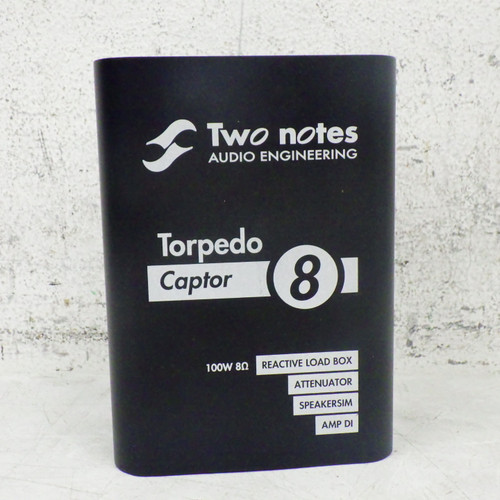 Two notes
AUDIO ENGINEERING
Torpedo
Captor 8
100W 8Ω REACTIVE LOAD BOX
ATTENUATOR
SPEAKERSIM
AMP DI